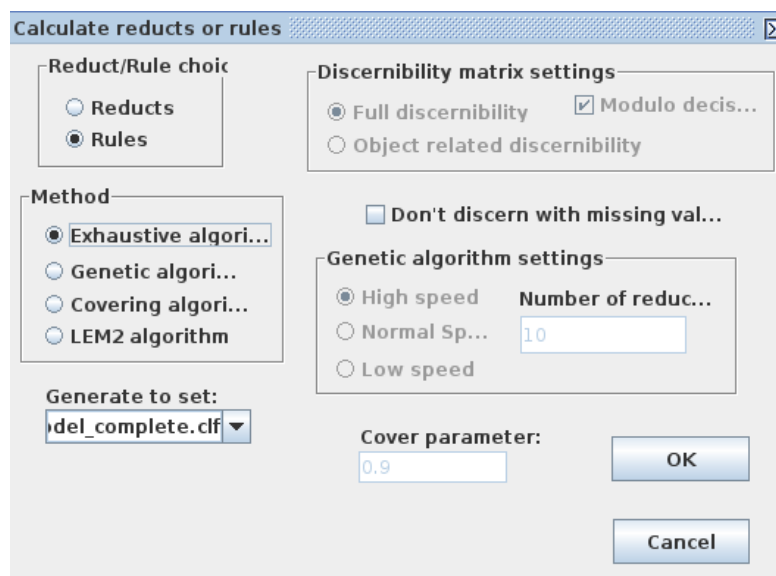 Calculate reducts or rules
Reduct/Rule choic
Reducts
Rules
Discernibility matrix settings
Full discernibility
Modulo decis...
Object related discernibility
Method
Exhaustive algori...
Genetic algori...
Covering algori...
LEM2 algorithm
Don't discern with missing val...
Genetic algorithm settings
High speed
Number of reduc...
Normal Sp...
10
Low speed
Generate to set:
del_complete.clf
Cover parameter:
0.9
OK
Cancel